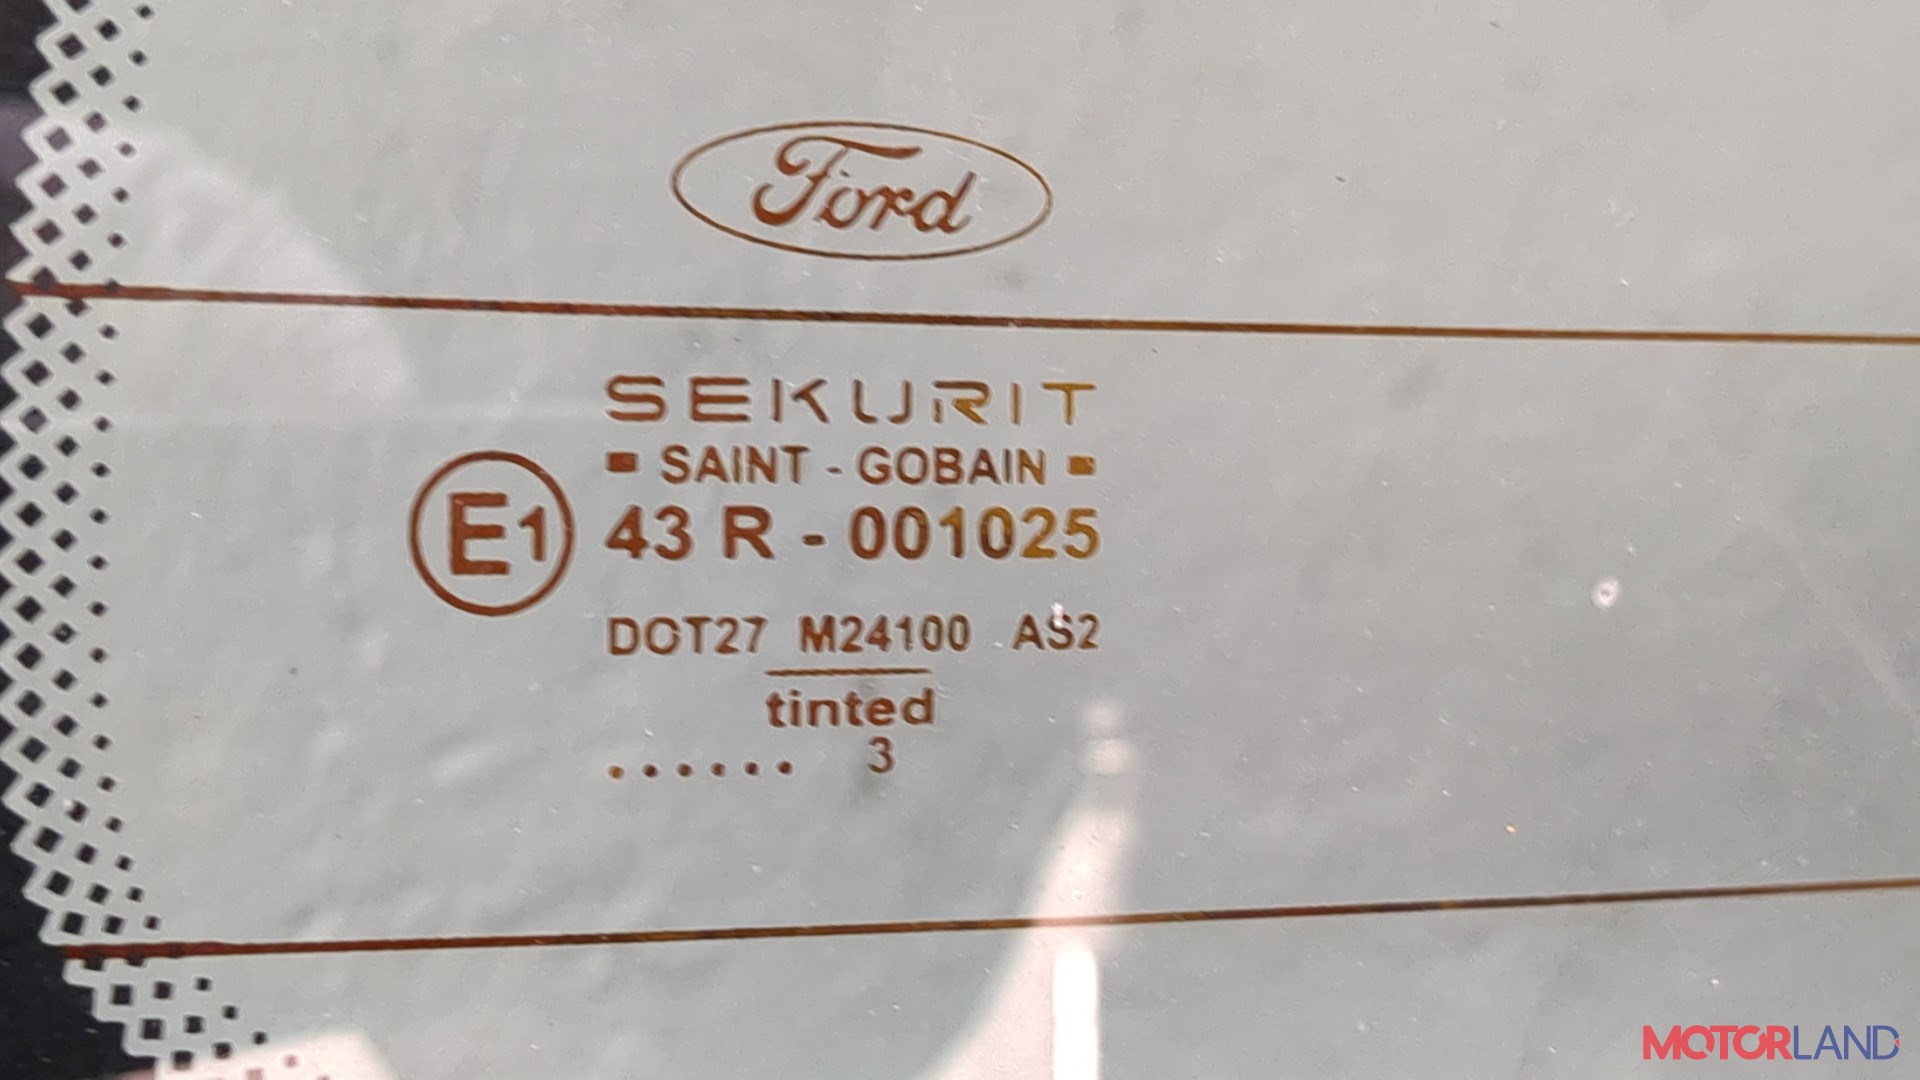 Ford
SEKURIT
▪ SAINT - GOBAIN ▪
E1 43 R - 001025
DOT27 M24100 AS2
tinted
...... 3
MOTORLAND